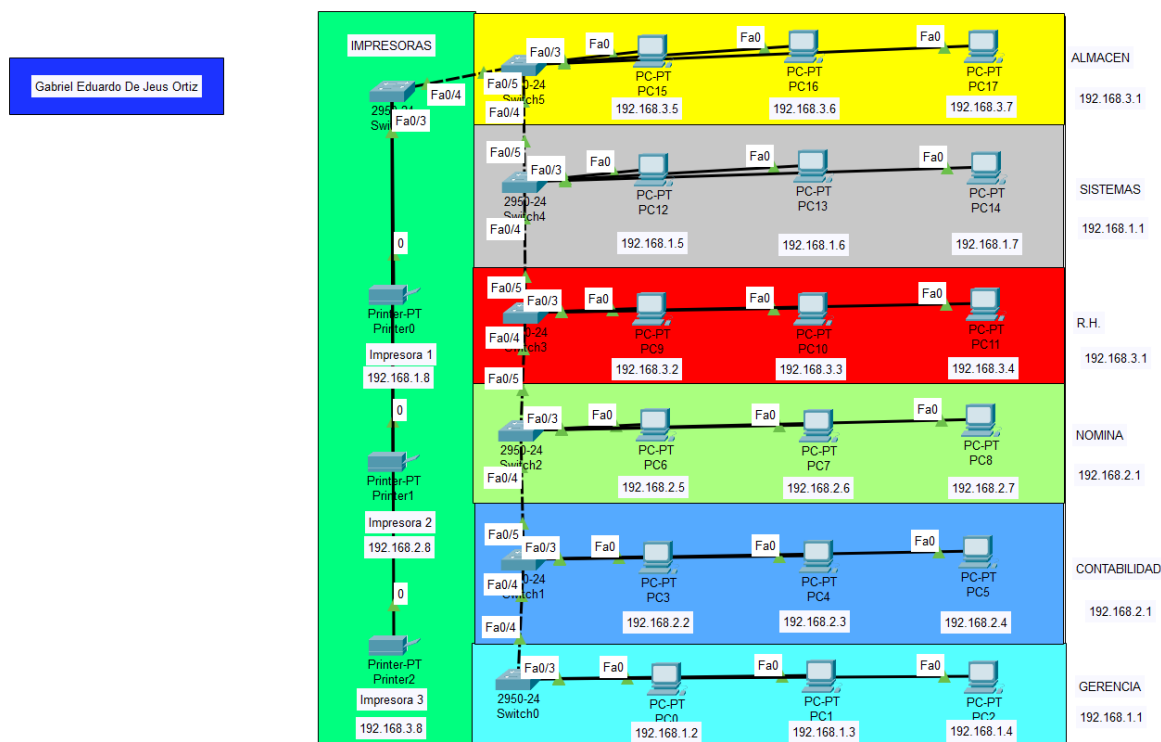 Gabriel Eduardo De Jeus Ortiz
IMPRESORAS
Fa0/4
Fa0/3
0
Printer-PT
Printer0
Impresora 1
192.168.1.8
0
Printer-PT
Printer1
Impresora 2
192.168.2.8
0
Printer-PT
Printer2
Impresora 3
192.168.3.8
Fa0/3
Fa0 Fa0 Fa0
Fa0/5
Switch5
Fa0/4
PC-PT PC-PT PC-PT
PC15 PC16 PC17
192.168.3.5 192.168.3.6 192.168.3.7
ALMACEN
192.168.3.1
Fa0/5
Fa0/3
Fa0 Fa0 Fa0
2950-24
Switch4
Fa0/4
PC-PT PC-PT PC-PT
PC12 PC13 PC14
192.168.1.5 192.168.1.6 192.168.1.7
SISTEMAS
192.168.1.1
Fa0/5
Fa0/3
Fa0 Fa0 Fa0
Fa0/4
PC-PT PC-PT PC-PT
PC9 PC10 PC11
192.168.3.2 192.168.3.3 192.168.3.4
R.H.
192.168.3.1
Fa0/5
Fa0/3
Fa0 Fa0 Fa0
2950-24
Switch2
Fa0/4
PC-PT PC-PT PC-PT
PC6 PC7 PC8
192.168.2.5 192.168.2.6 192.168.2.7
NOMINA
192.168.2.1
Fa0/5
Fa0/3
Fa0 Fa0 Fa0
Fa0/4
PC-PT PC-PT PC-PT
PC3 PC4 PC5
192.168.2.2 192.168.2.3 192.168.2.4
CONTABILIDAD
192.168.2.1
Fa0/4
Fa0/3
Fa0 Fa0 Fa0
2950-24
Switch0
PC-PT PC-PT PC-PT
PC0 PC1 PC2
192.168.1.2 192.168.1.3 192.168.1.4
GERENCIA
192.168.1.1